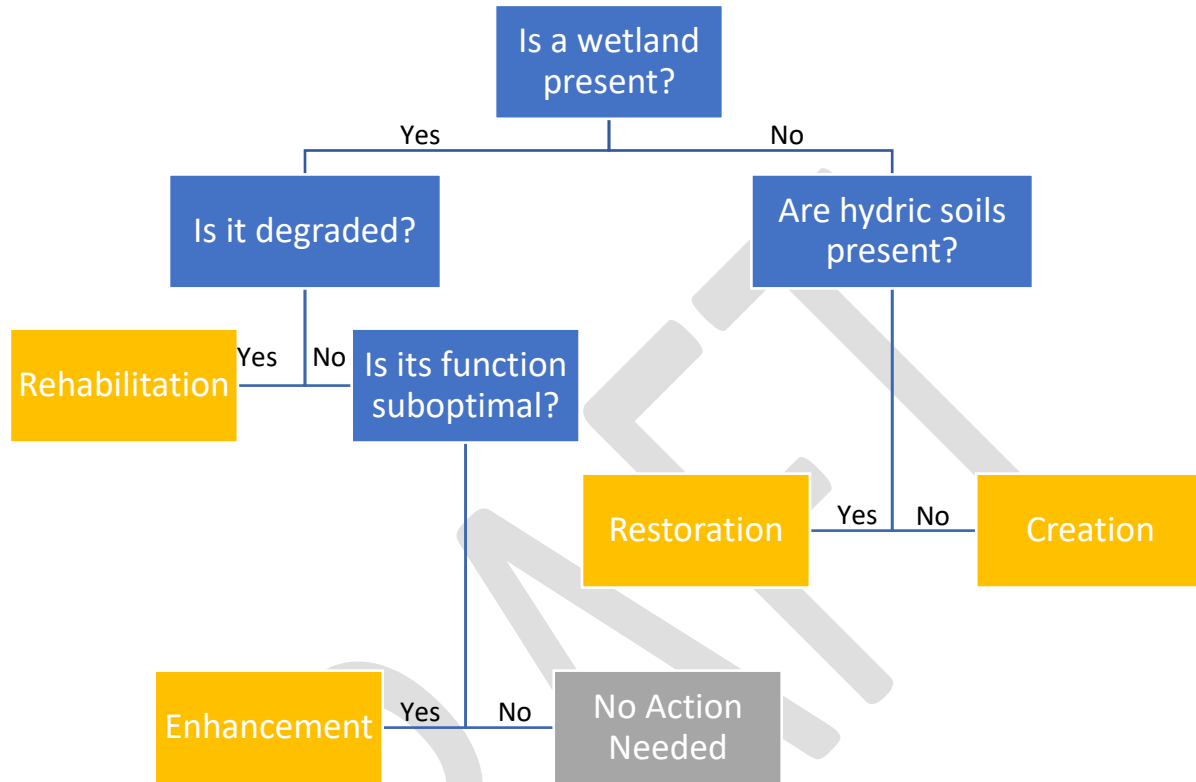 Is a wetland
present?
Yes
No
Is it degraded?
Are hydric soils
present?
Rehabilitation
Yes
No
Is its function
suboptimal?
Restoration
Yes
No
Creation
Enhancement
Yes
No
No Action
Needed
DRAFT